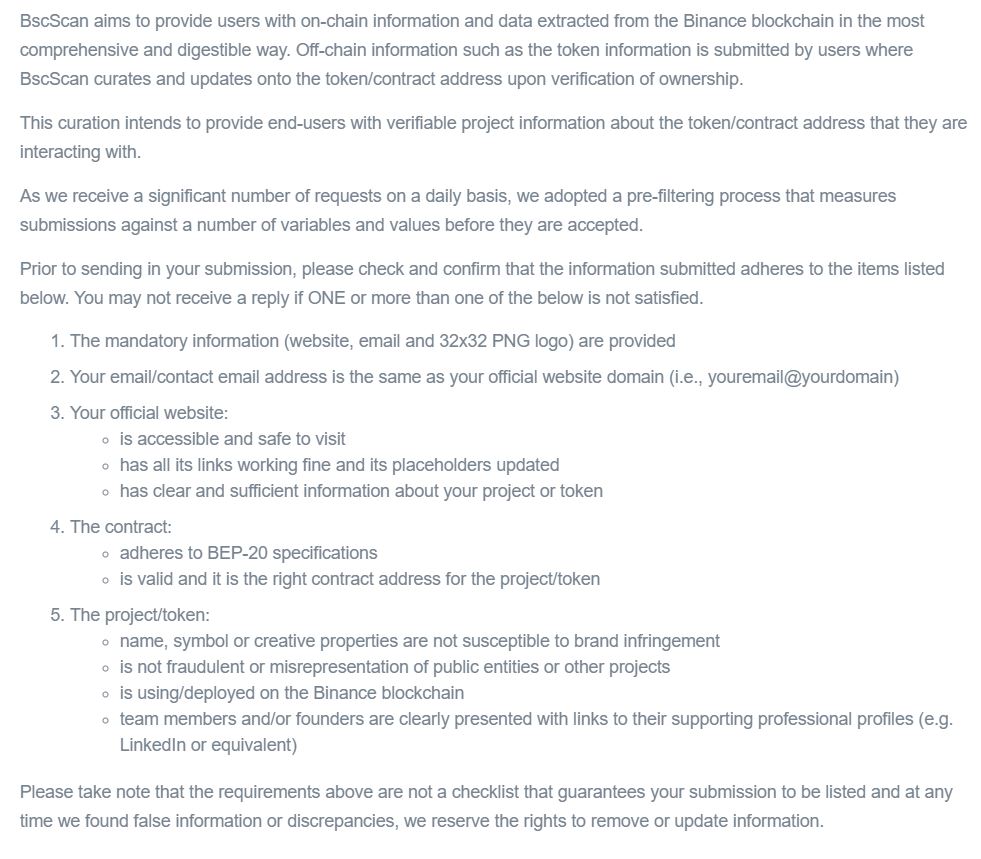 BscScan aims to provide users with on-chain information and data extracted from the Binance blockchain in the most
comprehensive and digestible way. Off-chain information such as the token information is submitted by users where
BscScan curates and updates onto the token/contract address upon verification of ownership.
This curation intends to provide end-users with verifiable project information about the token/contract address that they are
interacting with.
As we receive a significant number of requests on a daily basis, we adopted a pre-filtering process that measures
submissions against a number of variables and values before they are accepted.
Prior to sending in your submission, please check and confirm that the information submitted adheres to the items listed
below. You may not receive a reply if ONE or more than one of the below is not satisfied.
1. The mandatory information (website, email and 32x32 PNG logo) are provided
2. Your email/contact email address is the same as your official website domain (i.e., youremail@yourdomain)
3. Your official website:
◦ is accessible and safe to visit
◦ has all its links working fine and its placeholders updated
◦ has clear and sufficient information about your project or token
4. The contract:
◦ adheres to BEP-20 specifications
◦ is valid and it is the right contract address for the project/token
5. The project/token:
◦ name, symbol or creative properties are not susceptible to brand infringement
◦ is not fraudulent or misrepresentation of public entities or other projects
◦ is using/deployed on the Binance blockchain
◦ team members and/or founders are clearly presented with links to their supporting professional profiles (e.g.
LinkedIn or equivalent)
Please take note that the requirements above are not a checklist that guarantees your submission to be listed and at any
time we found false information or discrepancies, we reserve the rights to remove or update information.